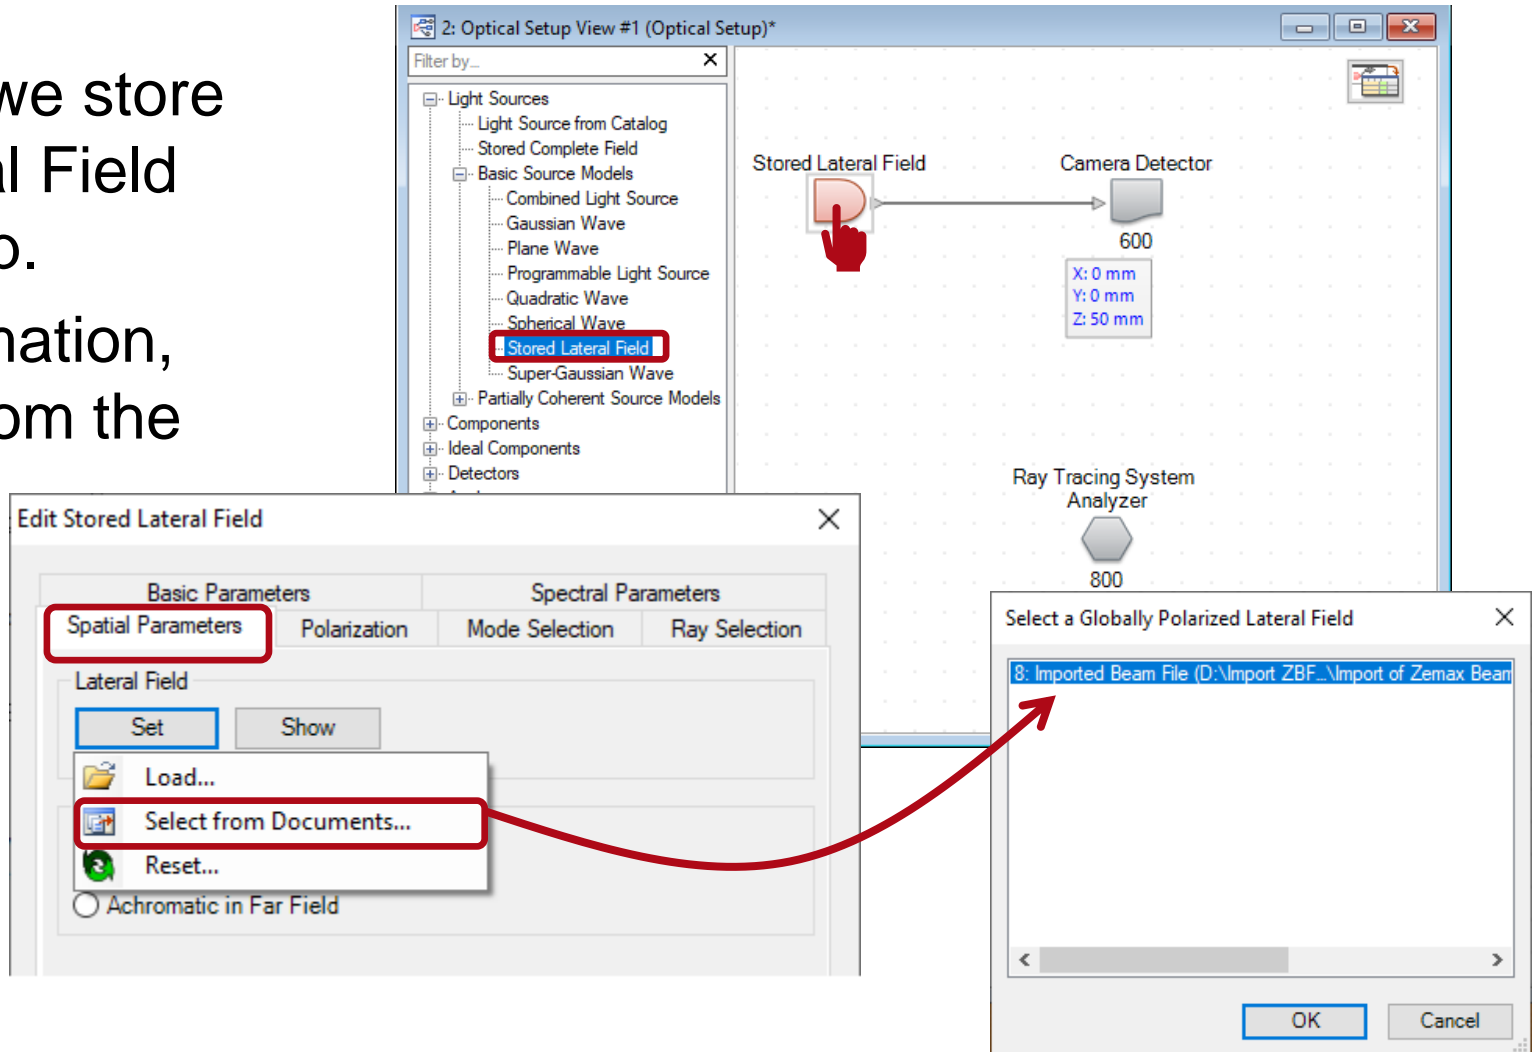 we store
al Field
o.
nation,
om the
2: Optical Setup View #1 (Optical Setup)*
Filter by...
Light Sources
Light Source from Catalog
Stored Complete Field
Basic Source Models
Combined Light Source
Gaussian Wave
Plane Wave
Programmable Light Source
Quadratic Wave
Spherical Wave
Stored Lateral Field
Super-Gaussian Wave
Partially Coherent Source Models
Components
Ideal Components
Detectors
Stored Lateral Field
Camera Detector
600
X: 0 mm
Y: 0 mm
Z: 50 mm
Ray Tracing System
Analyzer
800
Edit Stored Lateral Field
Basic Parameters
Spectral Parameters
Spatial Parameters
Polarization
Mode Selection
Ray Selection
Lateral Field
Set
Show
Load...
Select from Documents...
Reset...
Achromatic in Far Field
Select a Globally Polarized Lateral Field
8: Imported Beam File (D:\Import ZBF...\Import of Zemax Beam
OK
Cancel